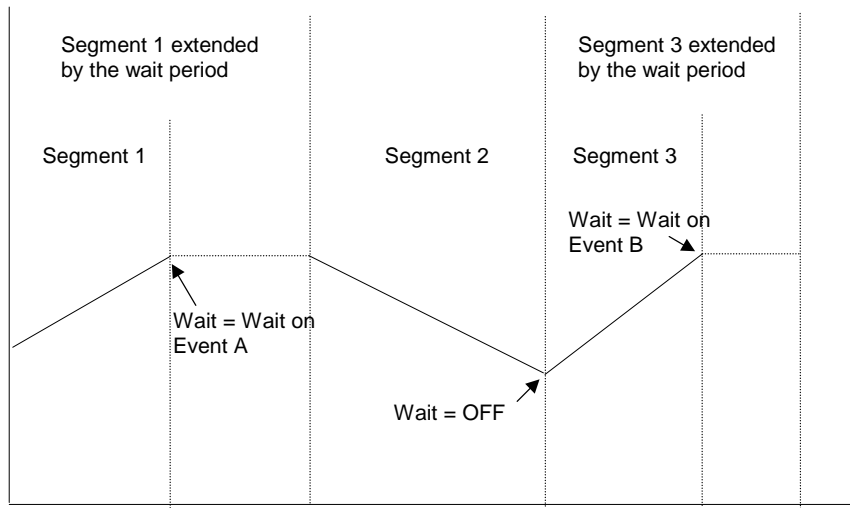 Segment 1 extended
by the wait period
Segment 3 extended
by the wait period
Segment 1
Segment 2
Segment 3
Wait = Wait on
Event B
Wait = Wait on
Event A
Wait = OFF